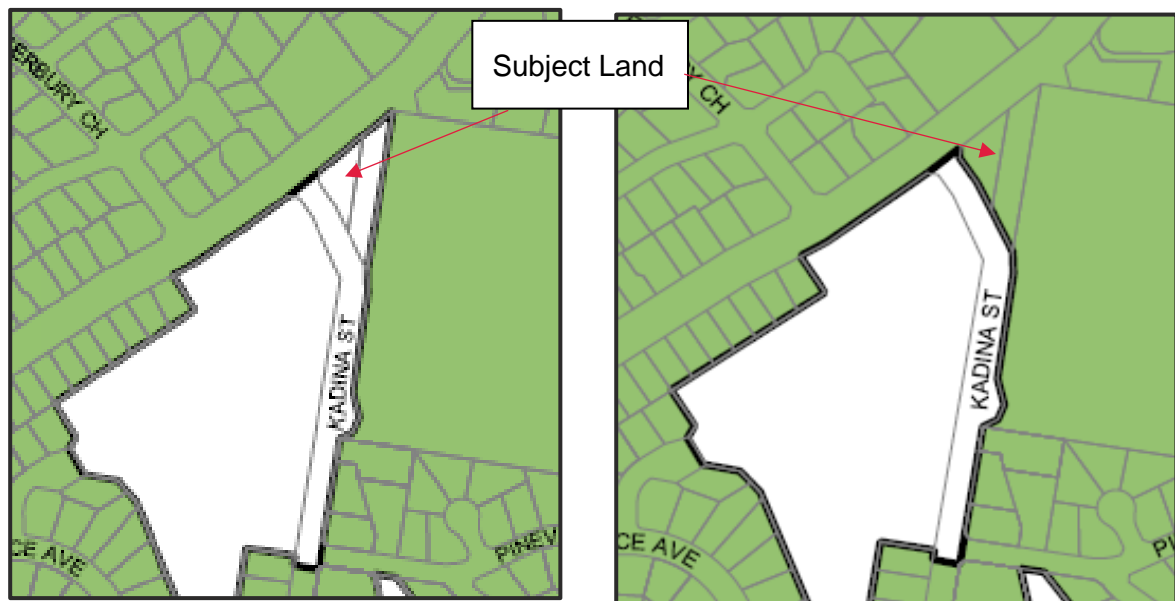 Subject Land
ERBURY CH
KADINA ST
CE AVE
PINEV
CH
KADINA ST
CE AVE
PI